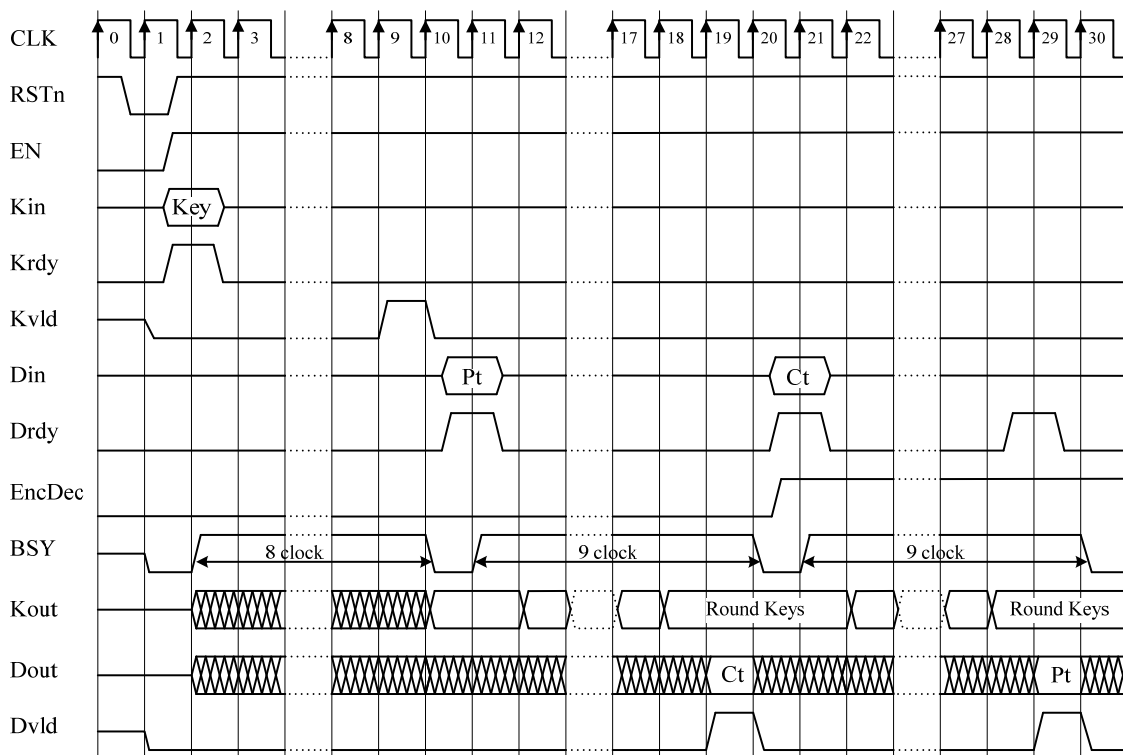 CLK 0 1 2 3 8 9 10 11 12 17 18 19 20 21 22 27 28 29 30
RSTn
EN
Kin Key
Krdy
Kvld
Din Pt Ct
Drdy
EncDec
BSY 8 clock 9 clock 9 clock
Kout Round Keys Round Keys
Dout Ct Pt
Dvld